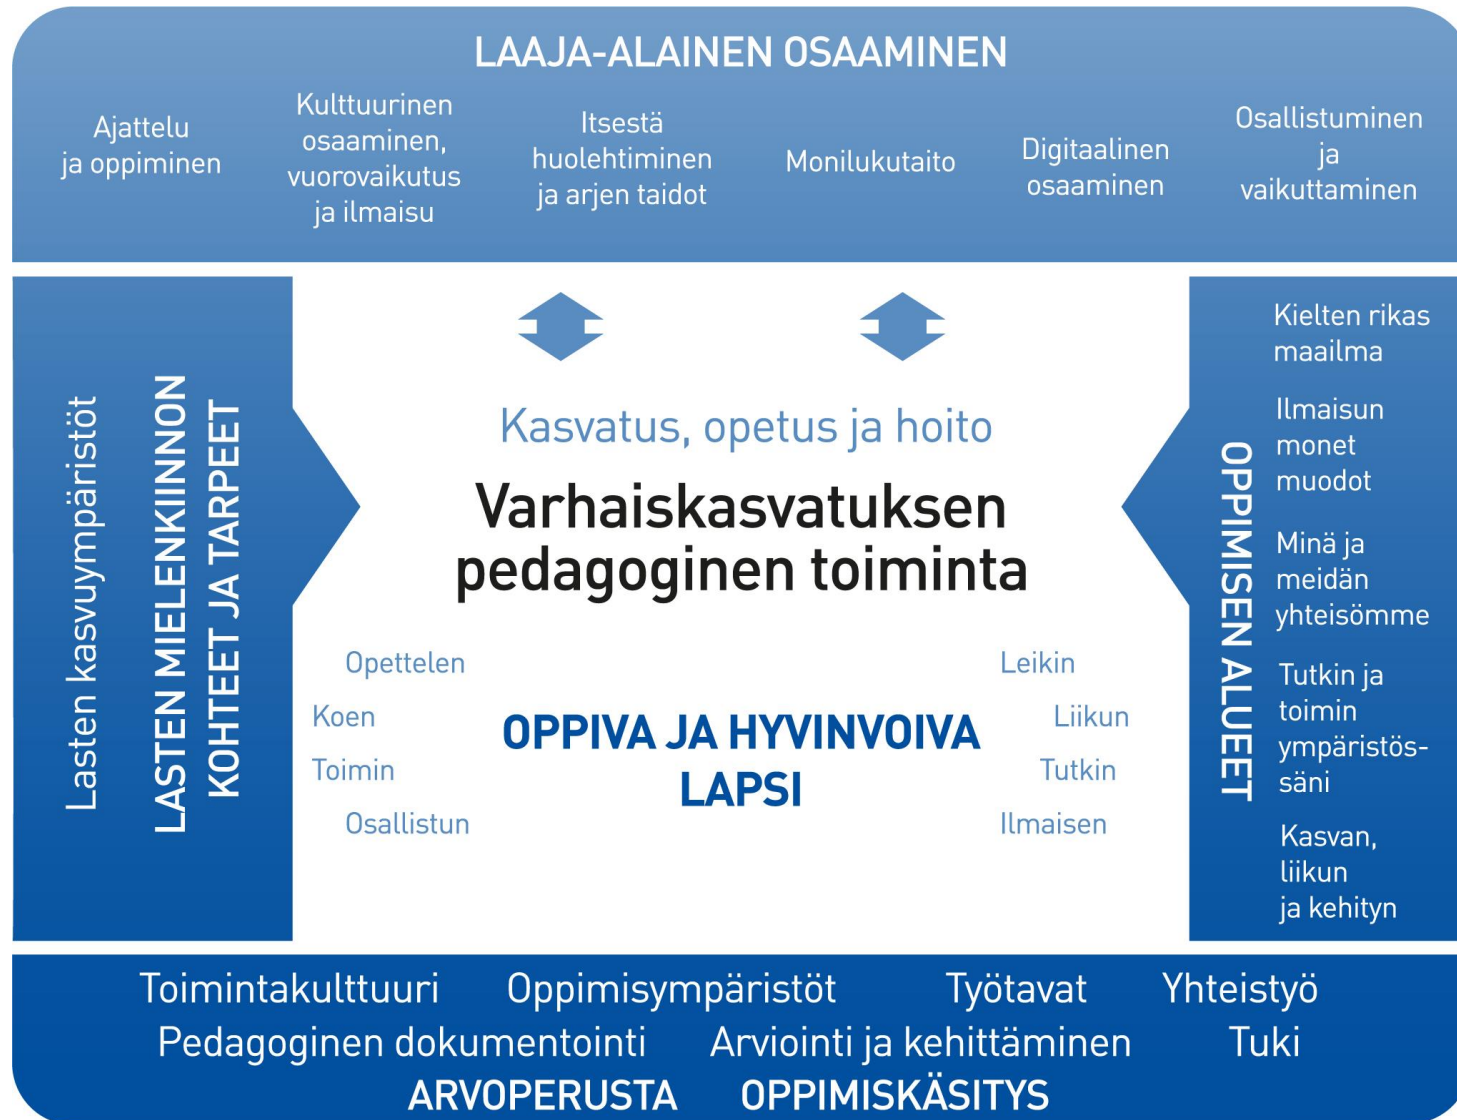 LAAJA-ALAINEN OSAAMINEN
Ajattelu
ja oppiminen
Kulttuurinen
osaaminen,
vuorovaikutus
ja ilmaisu
Itsestä
huolehtiminen
ja arjen taidot
Monilukutaito
Digitaalinen
osaaminen
Osallistuminen
ja
vaikuttaminen
Lasten kasvuympäristöt
LASTEN MIELENKIINNON
KOHTEET JA TARPEET
Kasvatus, opetus ja hoito
Varhaiskasvatuksen
pedagoginen toiminta
Opettelen
Koen
Toimin
Osallistun
OPPIVA JA HYVINVOIVA
LAPSI
Leikin
Liikun
Tutkin
Ilmaisen
OPPIMISEN ALUEET
Kielten rikas
maailma
Ilmaisun
monet
muodot
Minä ja
meidän
yhteisömme
Tutkin ja
toimin
ympäristös-
säni
Kasvan,
liikun
ja kehityn
Toimintakulttuuri Oppimisympäristöt Työtavat Yhteistyö
Pedagoginen dokumentointi Arviointi ja kehittäminen Tuki
ARVOPERUSTA OPPIMISKÄSITYS